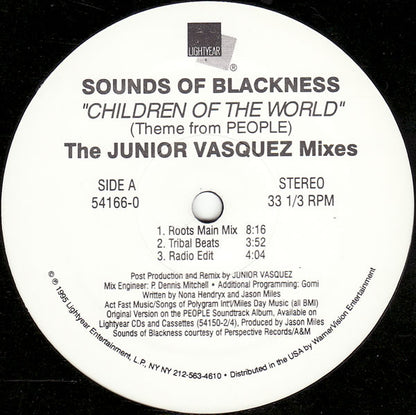 LIGHTYEAR
SOUNDS OF BLACKNESS
"CHILDREN OF THE WORLD"
(Theme from PEOPLE)
The JUNIOR VASQUEZ Mixes
SIDE A
54166-0
STEREO
33 1/3 RPM
1. Roots Main Mix 8:16
2. Tribal Beats 3:52
3. Radio Edit 4:04
Post Production and Remix by JUNIOR VASQUEZ
Mix Engineer: P. Dennis Mitchell • Additional Programming: Gomi
Written by Nona Hendryx and Jason Miles
Act Fast Music/Songs of Polygram Int'l/Miles Day Music (all BMI)
Original Version on the PEOPLE Soundtrack Album, Available on
Lightyear CDs and Cassettes (54150-2/4), Produced by Jason Miles
Sounds of Blackness courtesy of Perspective Records/A&M
© ℗ 1995 Lightyear Entertainment, L.P., NY NY 212-563-4610 • Distributed in the USA by WarnerVision Entertainment.